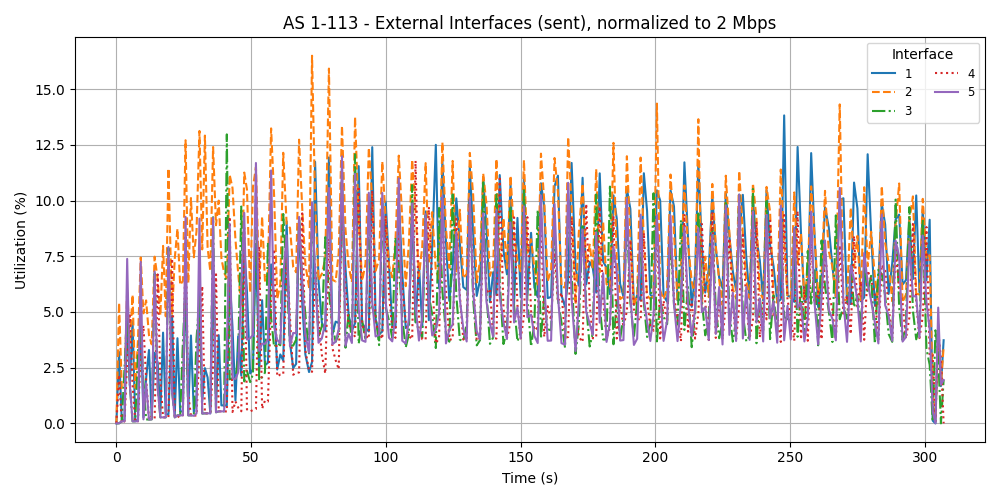 AS 1-113 - External Interfaces (sent), normalized to 2 Mbps
Interface
1
2
3
4
5
Utilization (%)
15.0
12.5
10.0
7.5
5.0
2.5
0.0
0 50 100 150 200 250 300
Time (s)